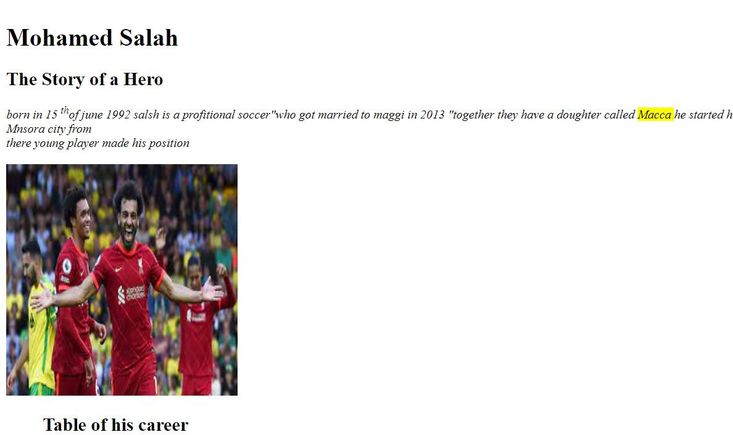 Mohamed Salah
The Story of a Hero
born in 15 th of june 1992 salsh is a profitional soccer"who got married to maggi in 2013 "together they have a doughter called Macca he started h
Mnsora city from
there young player made his position
Standard Chartered
Table of his career